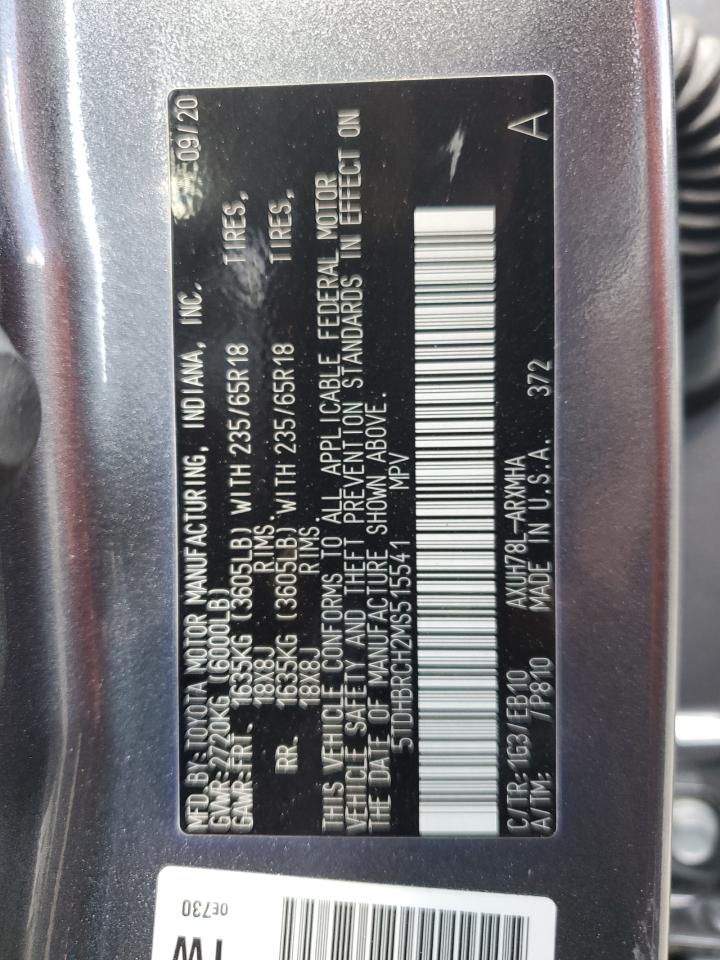 MFD.BY:TOYOTA MOTOR MANUFACTURING, INDIANA, INC. 09/20
GVWR:2720KG (6000LB)
GAWR:FRT. 1635KG (3605LB) WITH 235/65R18 TIRES,
18X8J RIMS.
RR. 1635KG (3605LB) WITH 235/65R18 TIRES,
18X8J RIMS.
THIS VEHICLE CONFORMS TO ALL APPLICABLE FEDERAL MOTOR
VEHICLE SAFETY AND THEFT PREVENTION STANDARDS IN EFFECT ON
THE DATE OF MANUFACTURE SHOWN ABOVE.
5TDHBRCH2MS515541 MPV
C/TR:1G3/EB10 AXUH78L-ARXMHA A
A/TM: /P810 MADE IN U.S.A. 372
0E730